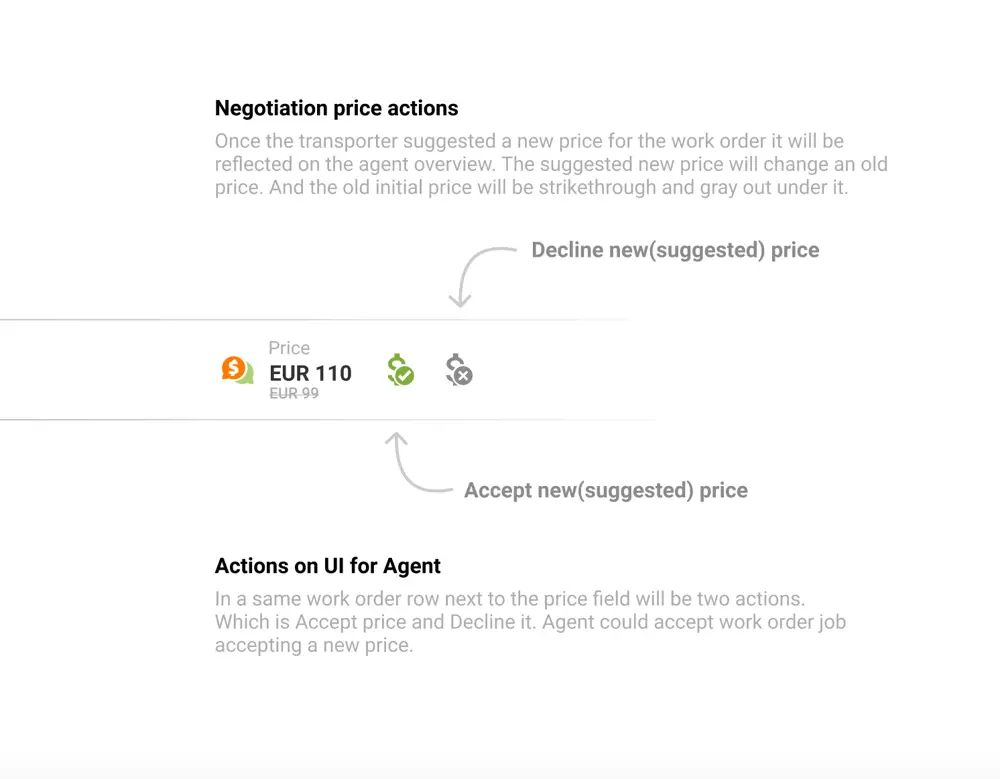 Negotiation price actions
Once the transporter suggested a new price for the work order it will be
reflected on the agent overview. The suggested new price will change an old
price. And the old initial price will be strikethrough and gray out under it.
Decline new(suggested) price
Price
$ EUR 110
EUR 99
Accept new(suggested) price
Actions on UI for Agent
In a same work order row next to the price field will be two actions.
Which is Accept price and Decline it. Agent could accept work order job
accepting a new price.